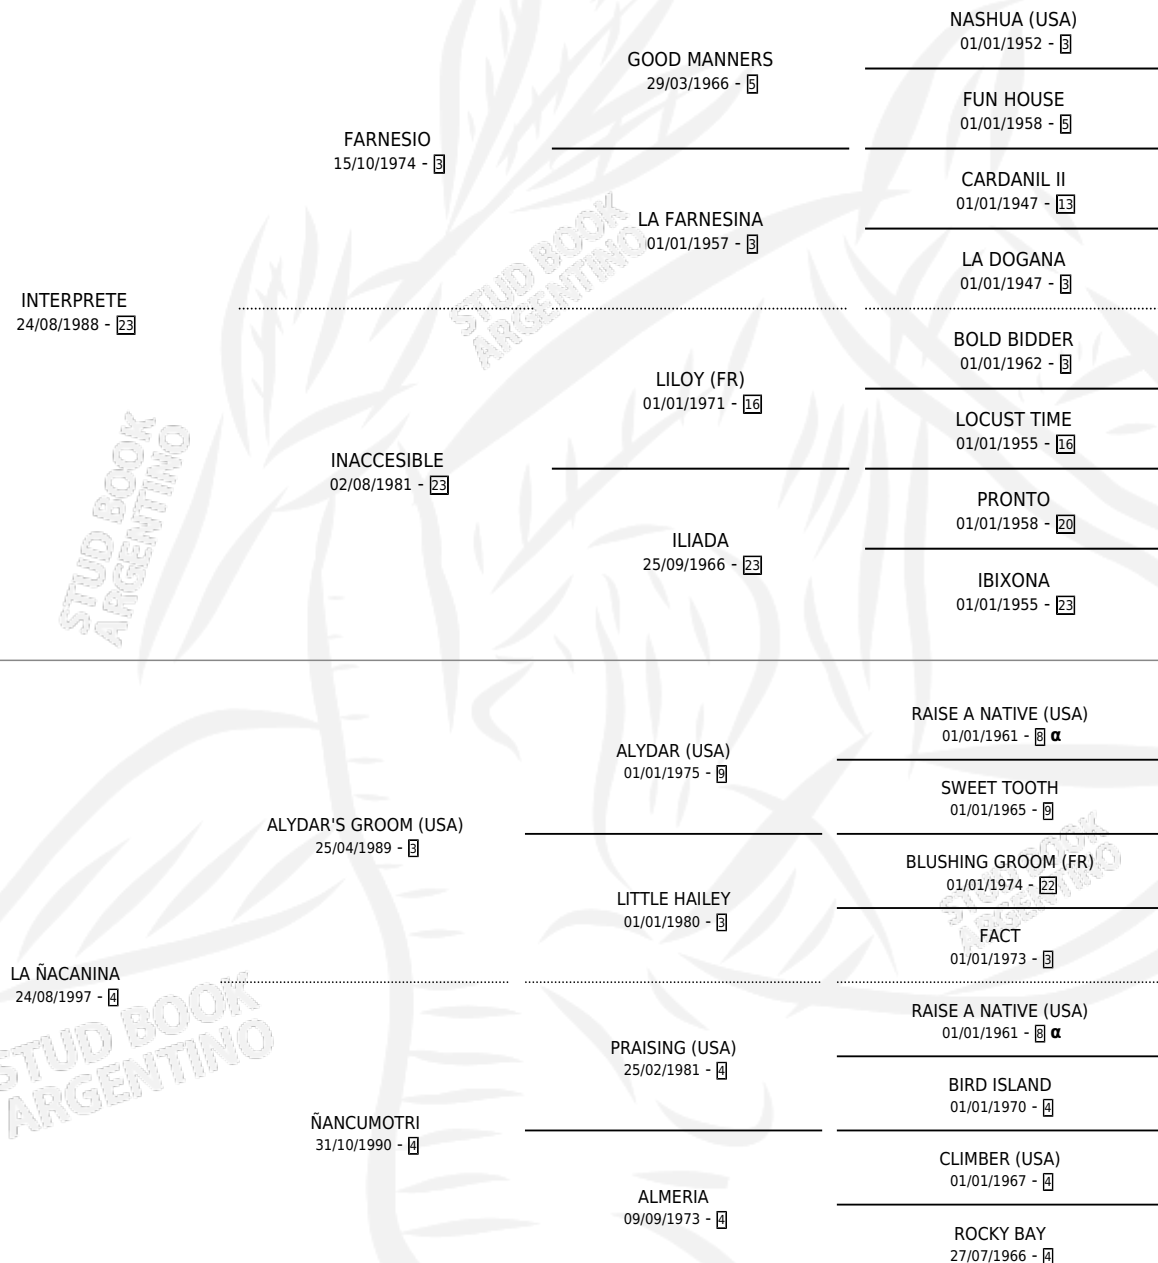 NASHUA (USA)
01/01/1952 - 3
GOOD MANNERS
29/03/1966 - 5
FUN HOUSE
01/01/1958 - 5
FARNESIO
15/10/1974 - 3
CARDANIL II
01/01/1947 - 13
LA FARNESINA
01/01/1957 - 3
LA DOGANA
01/01/1947 - 3
INTERPRETE
24/08/1988 - 23
BOLD BIDDER
01/01/1962 - 3
LILOY (FR)
01/01/1971 - 16
LOCUST TIME
01/01/1955 - 16
INACCESIBLE
02/08/1981 - 23
PRONTO
01/01/1958 - 20
ILIADA
25/09/1966 - 23
IBIXONA
01/01/1955 - 23
STUD BOOK
ARGENTINO
STUD BOOK
ARGENTINO
RAISE A NATIVE (USA)
01/01/1961 - 8 α
ALYDAR (USA)
01/01/1975 - 9
SWEET TOOTH
01/01/1965 - 9
ALYDAR'S GROOM (USA)
25/04/1989 - 3
BLUSHING GROOM (FR)
01/01/1974 - 22
LITTLE HAILEY
01/01/1980 - 3
FACT
01/01/1973 - 3
LA ÑACANINA
24/08/1997 - 4
RAISE A NATIVE (USA)
01/01/1961 - 8 α
PRAISING (USA)
25/02/1981 - 4
BIRD ISLAND
01/01/1970 - 4
ÑANCUMOTRI
31/10/1990 - 4
CLIMBER (USA)
01/01/1967 - 4
ALMERIA
09/09/1973 - 4
ROCKY BAY
27/07/1966 - 4
STUD BOOK
ARGENTINO
STUD BOOK
ARGENTINO